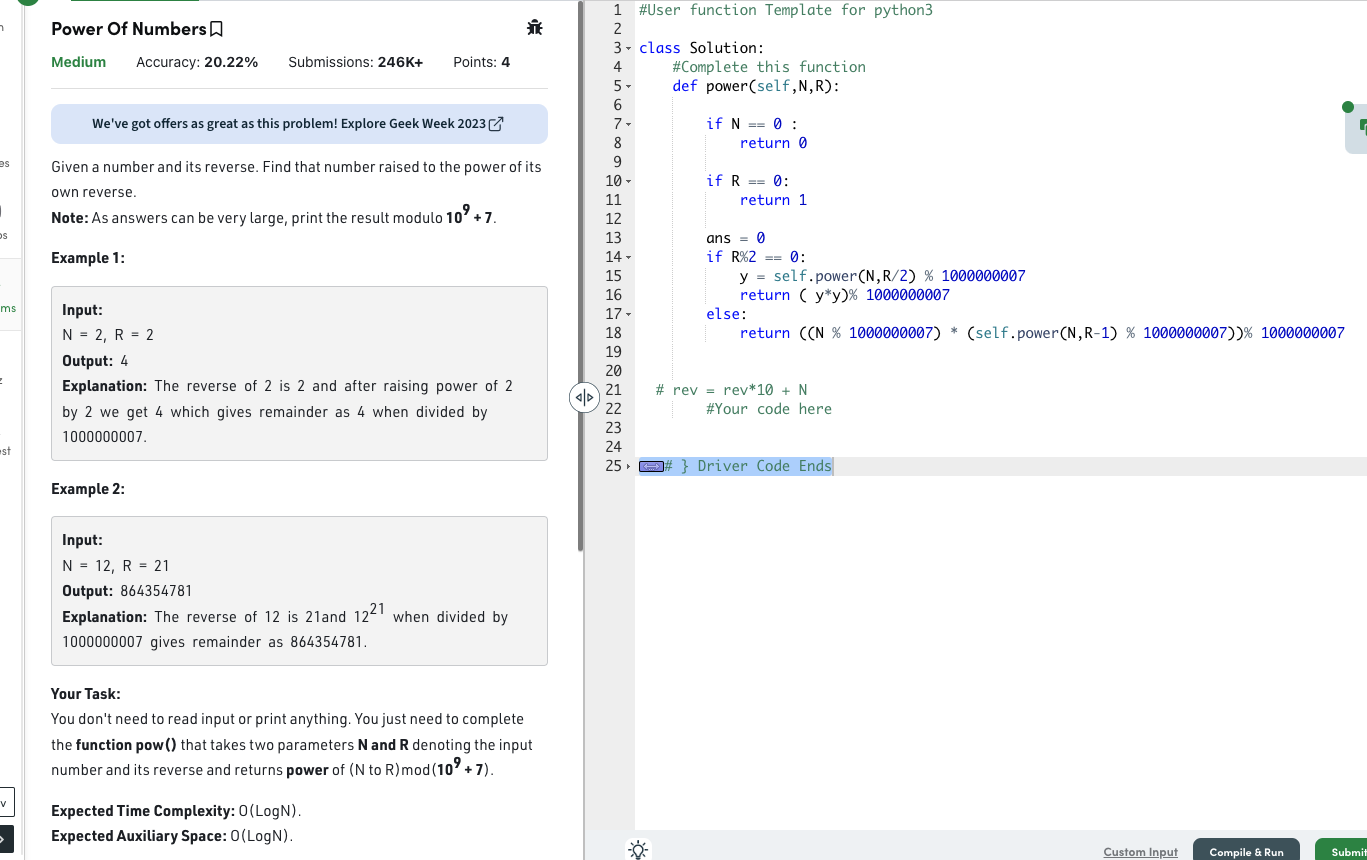 Power Of Numbers
Medium Accuracy: 20.22% Submissions: 246K+ Points: 4
We've got offers as great as this problem! Explore Geek Week 2023
Given a number and its reverse. Find that number raised to the power of its
own reverse.
Note: As answers can be very large, print the result modulo 10^9 + 7.
Example 1:
Input:
N = 2, R = 2
Output: 4
Explanation: The reverse of 2 is 2 and after raising power of 2
by 2 we get 4 which gives remainder as 4 when divided by
1000000007.
Example 2:
Input:
N = 12, R = 21
Output: 864354781
Explanation: The reverse of 12 is 21and 12^21 when divided by
1000000007 gives remainder as 864354781.
Your Task:
You don't need to read input or print anything. You just need to complete
the function pow() that takes two parameters N and R denoting the input
number and its reverse and returns power of (N to R)mod(10^9 + 7).
Expected Time Complexity: O(LogN).
Expected Auxiliary Space: O(LogN).
1 #User function Template for python3
2
3 class Solution:
4 #Complete this function
5 def power(self,N,R):
6
7 if N == 0 :
8 return 0
9
10 if R == 0:
11 return 1
12
13 ans = 0
14 if R%2 == 0:
15 y = self.power(N,R/2) % 1000000007
16 return ( y*y)% 1000000007
17 else:
18 return ((N % 1000000007) * (self.power(N,R-1) % 1000000007))% 1000000007
19
20
21 # rev = rev*10 + N
22 #Your code here
23
24
25 # } Driver Code Ends
Custom Input Compile & Run Submit